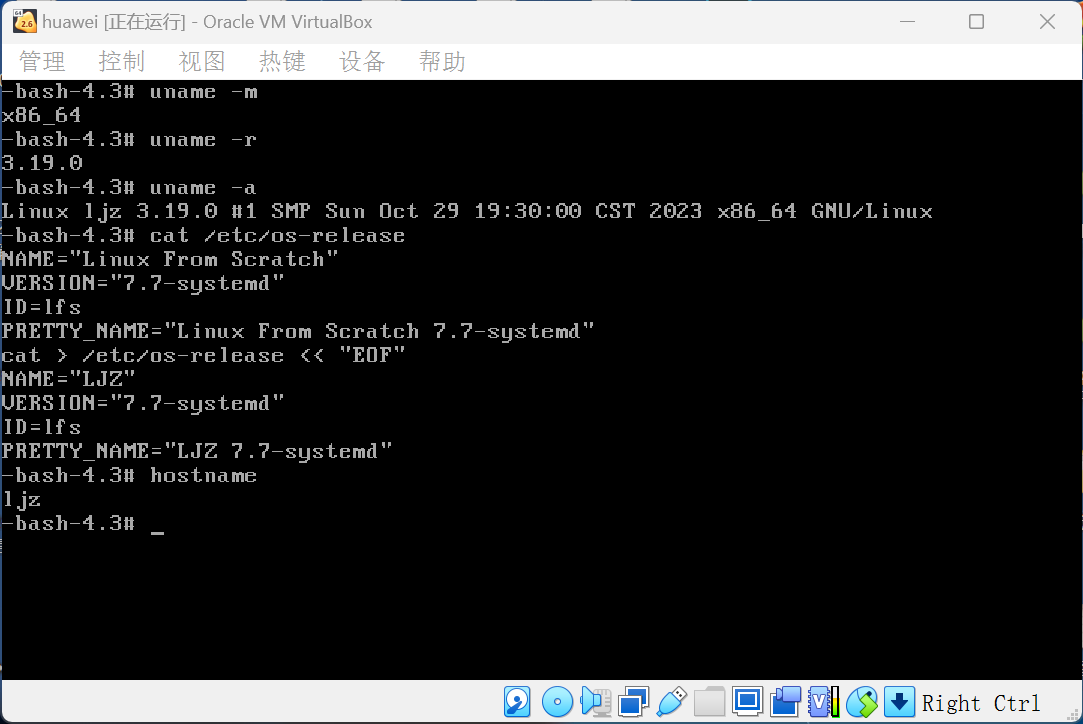 64
2.6
huawei [正在运行] - Oracle VM VirtualBox
管理 控制 视图 热键 设备 帮助
-bash-4.3# uname -m
x86_64
-bash-4.3# uname -r
3.19.0
-bash-4.3# uname -a
Linux ljz 3.19.0 #1 SMP Sun Oct 29 19:30:00 CST 2023 x86_64 GNU/Linux
-bash-4.3# cat /etc/os-release
NAME="Linux From Scratch"
VERSION="7.7-systemd"
ID=lfs
PRETTY_NAME="Linux From Scratch 7.7-systemd"
cat > /etc/os-release << "EOF"
NAME="LJZ"
VERSION="7.7-systemd"
ID=lfs
PRETTY_NAME="LJZ 7.7-systemd"
-bash-4.3# hostname
ljz
-bash-4.3# _
V
Right Ctrl